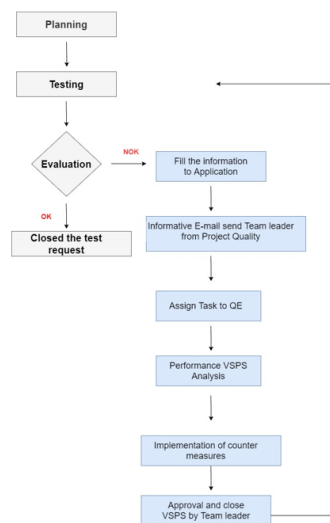 Planning
Testing
Evaluation
NOK
Fill the information
to Application
OK
Closed the test
request
Informative E-mail send Team leader
from Project Quality
Assign Task to QE
Performance VSPS
Analysis
Implementation of counter
measures
Approval and close
VSPS by Team leader